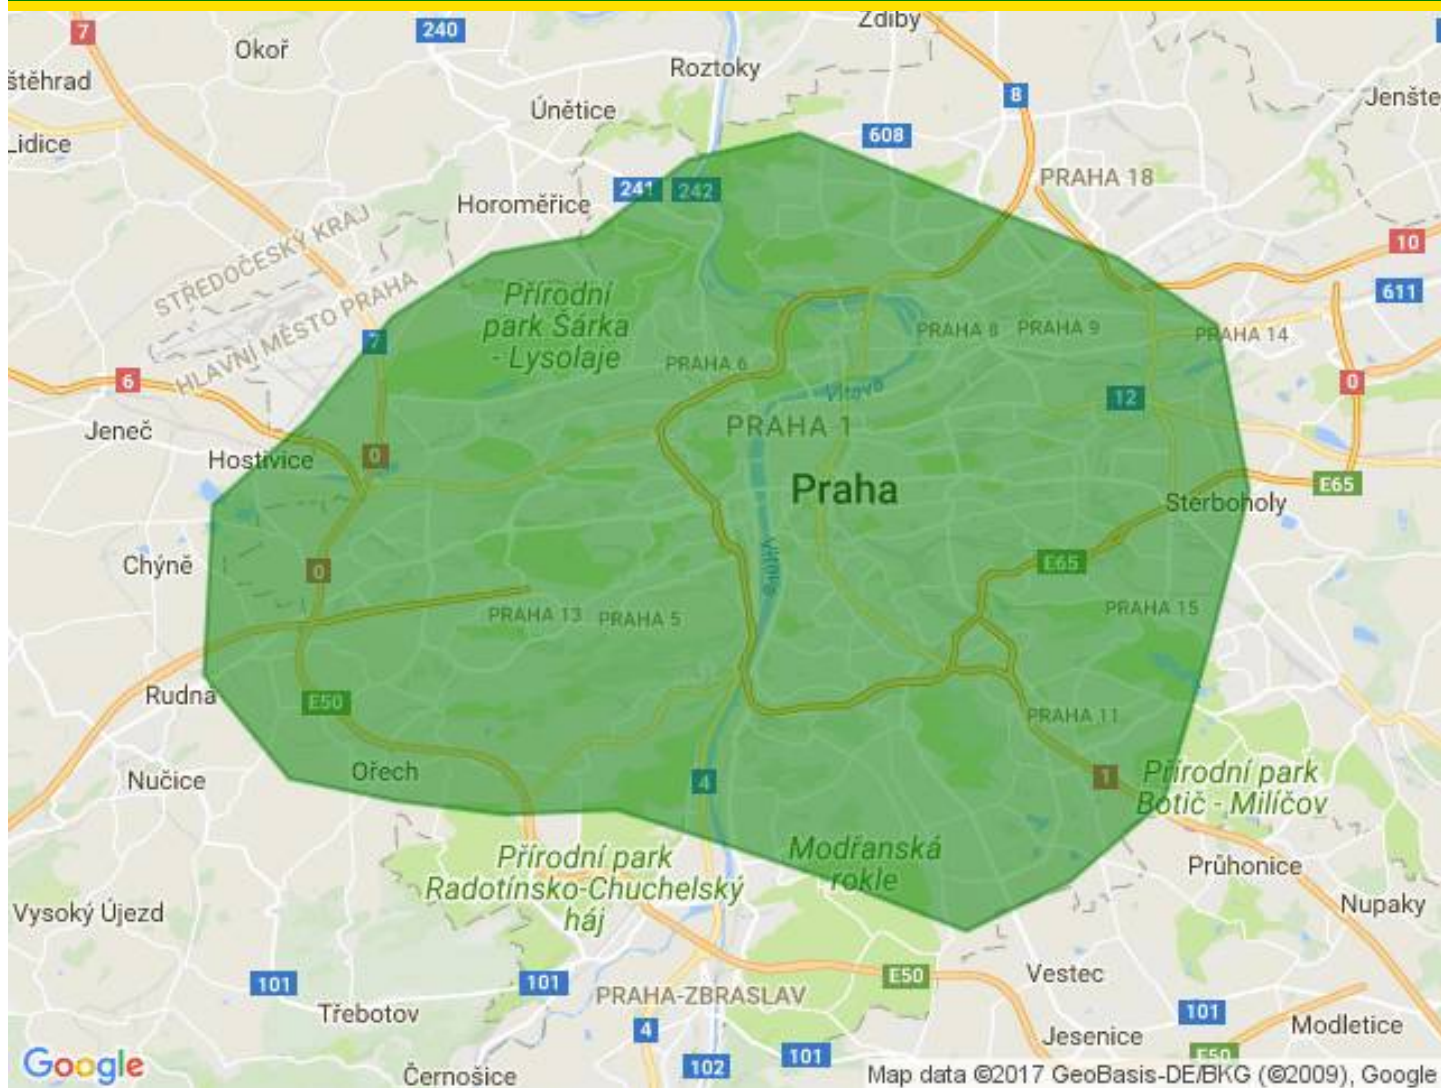 7
Okoř
240
Zdiby
Roztoky
štěhrad
8
Jenšte
Únětice
608
Lidice
PRAHA 18
241
242
Horoměřice
STŘEDOČESKÝ KRAJ
10
HLAVNÍ MĚSTO PRAHA
611
Přírodní
park Šárka
- Lysolaje
PRAHA 8
PRAHA 9
PRAHA 14
7
PRAHA 6
6
0
Vltava
12
Jeneč
PRAHA 1
Hostivice
0
Praha
E65
Sterboholy
Chýně
0
Vltava
E65
PRAHA 13
PRAHA 5
PRAHA 15
Rudna
E50
PRAHA 11
Nučice
Ořech
4
1
Přírodní park
Botič - Milíčov
Přírodní park
Radotínsko-Chuchelský
háj
Modřanská
rokle
Průhonice
Vysoký Újezd
Nupaky
101
101
PRAHA-ZBRASLAV
E50
Vestec
Třebotov
4
101
Modletice
Jesenice
E50
Google
Černošice
102
101
Map data ©2017 GeoBasis-DE/BKG (©2009), Google